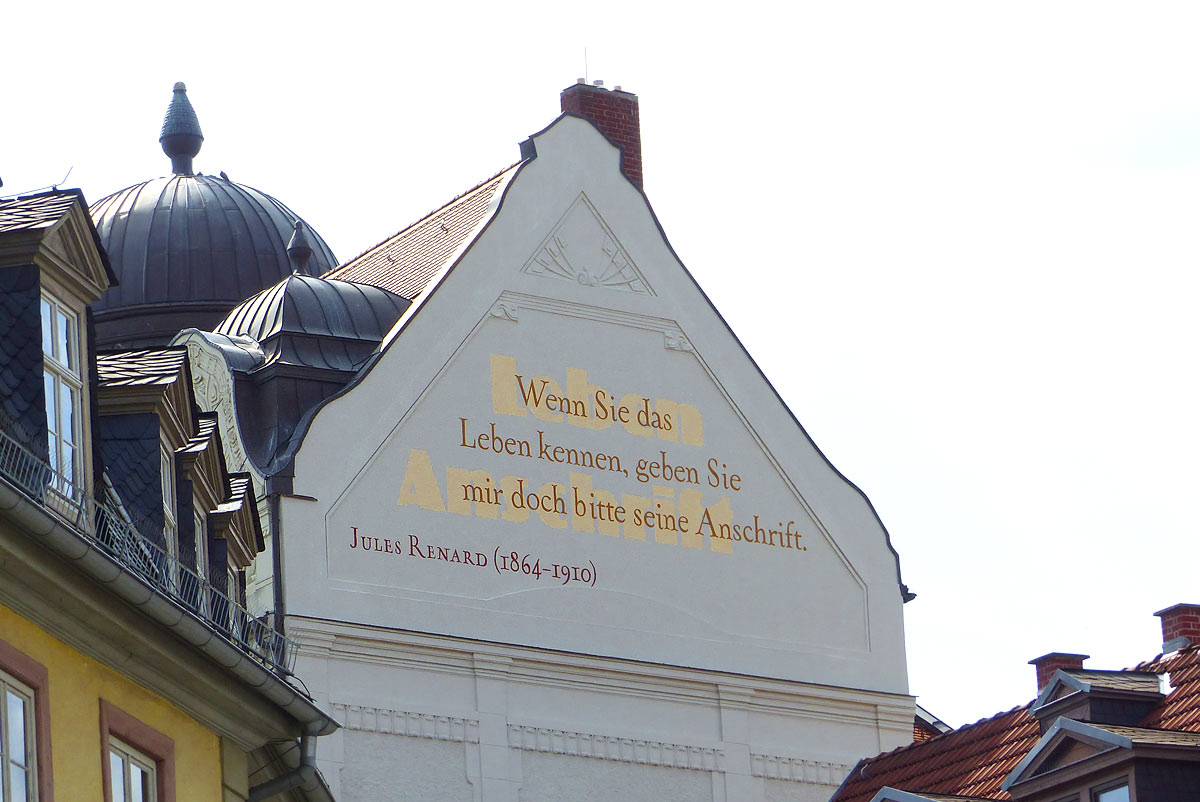 Leben
Wenn Sie das
Leben kennen, geben Sie
Anschrift
mir doch bitte seine Anschrift.
Jules Renard (1864-1910)